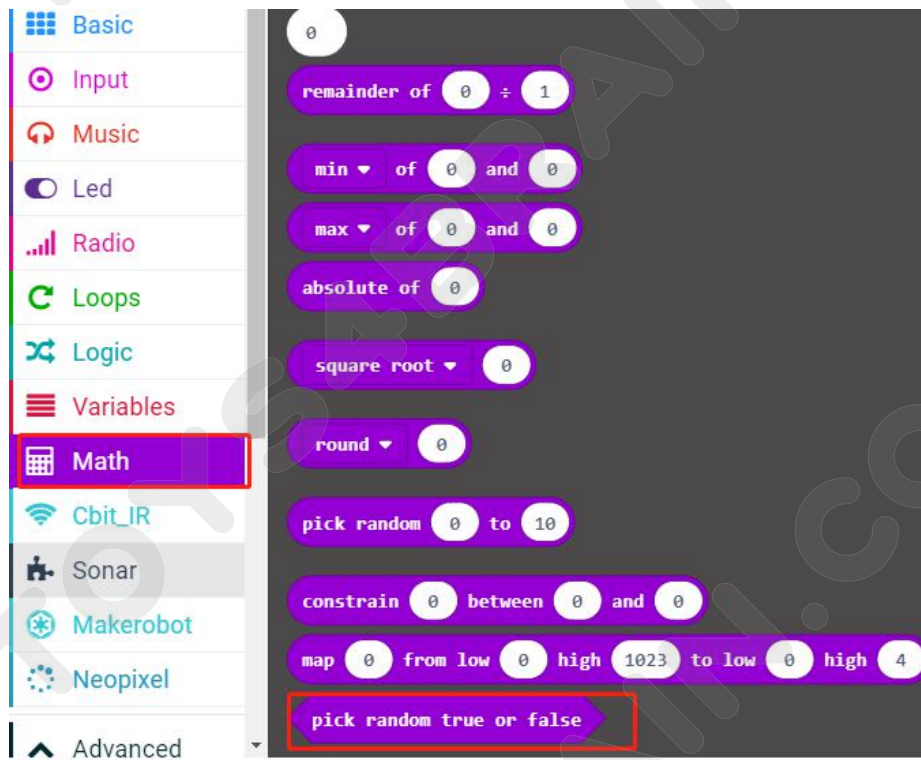 Basic
Input
Music
Led
Radio
Loops
Logic
Variables
Math
Cbit_IR
Sonar
Makerobot
Neopixel
Advanced
0
remainder of 0 ÷ 1
min of 0 and 0
max of 0 and 0
absolute of 0
square root 0
round 0
pick random 0 to 10
constrain 0 between 0 and 0
map 0 from low 0 high 1023 to low 0 high 4
pick random true or false